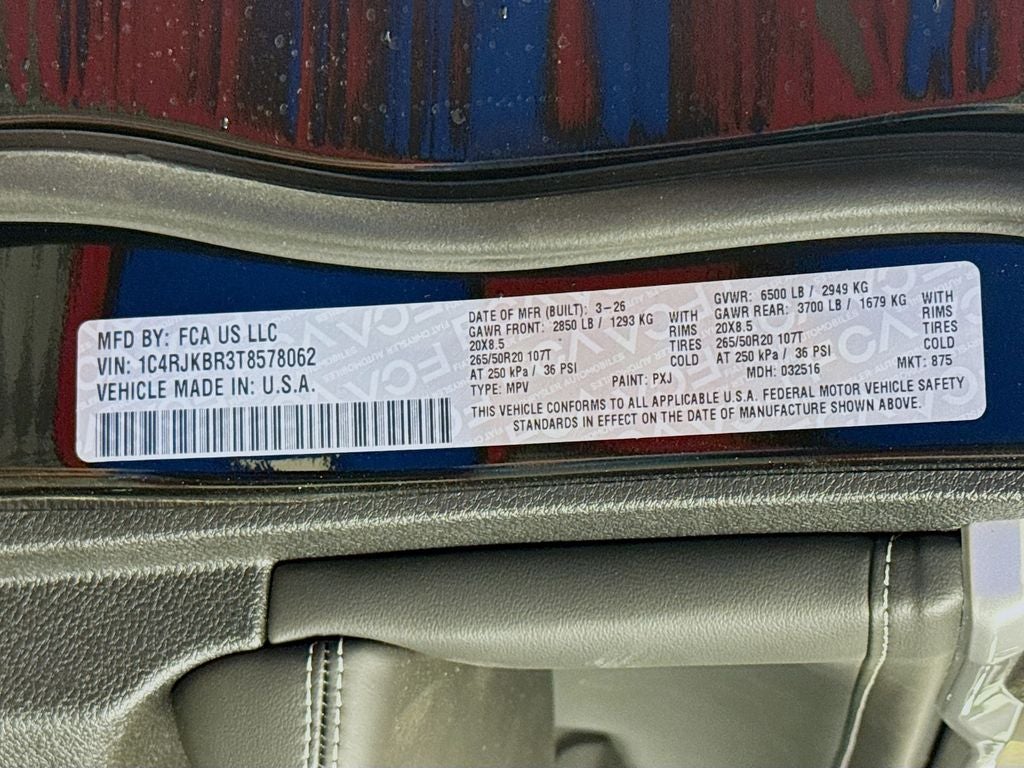 MFD BY: FCA US LLC
VIN: 1C4RJKBR3T8578062
VEHICLE MADE IN: U.S.A.
DATE OF MFR (BUILT): 3-26
GAWR FRONT: 2850 LB / 1293 KG WITH
20X8.5 RIMS
265/50R20 107T TIRES
AT 250 kPa / 36 PSI COLD
TYPE: MPV PAINT: PXJ
GVWR: 6500 LB / 2949 KG
GAWR REAR: 3700 LB / 1679 KG WITH
20X8.5 RIMS
265/50R20 107T TIRES
AT 250 kPa / 36 PSI COLD
MDH: 032516 MKT: 875
THIS VEHICLE CONFORMS TO ALL APPLICABLE U.S.A. FEDERAL MOTOR VEHICLE SAFETY
STANDARDS IN EFFECT ON THE DATE OF MANUFACTURE SHOWN ABOVE.